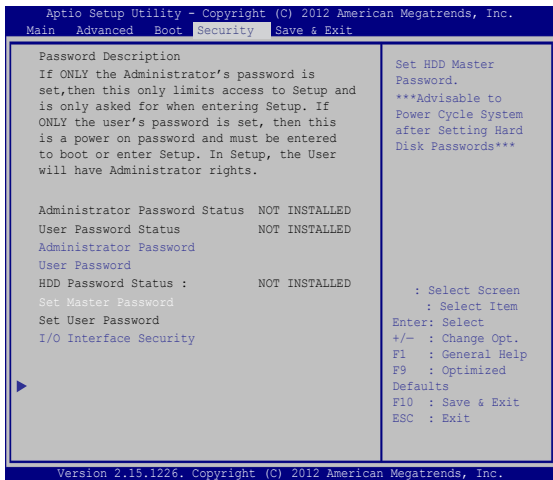 Aptio Setup Utility - Copyright (C) 2012 American Megatrends, Inc.
Main Advanced Boot Security Save & Exit
Password Description
If ONLY the Administrator's password is
set,then this only limits access to Setup and
is only asked for when entering Setup. If
ONLY the user's password is set, then this
is a power on password and must be entered
to boot or enter Setup. In Setup, the User
will have Administrator rights.
Administrator Password Status NOT INSTALLED
User Password Status NOT INSTALLED
Administrator Password
User Password
HDD Password Status : NOT INSTALLED
Set Master Password
Set User Password
I/O Interface Security
Set HDD Master
Password.
***Advisable to
Power Cycle System
after Setting Hard
Disk Passwords***
: Select Screen
: Select Item
Enter: Select
+/— : Change Opt.
F1 : General Help
F9 : Optimized
Defaults
F10 : Save & Exit
ESC : Exit
Version 2.15.1226. Copyright (C) 2012 American Megatrends, Inc.